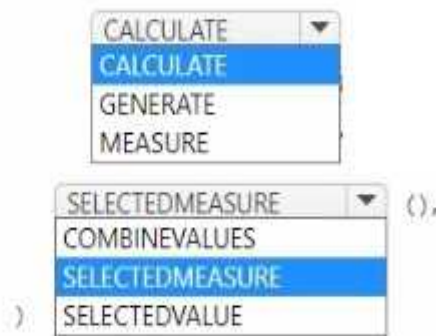 CALCULATE
CALCULATE
GENERATE
MEASURE
SELECTEDMEASURE (),
COMBINEVALUES
SELECTEDMEASURE
) SELECTEDVALUE